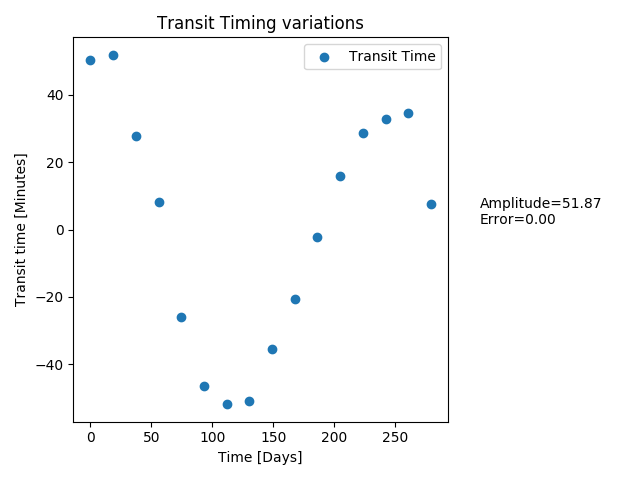 Transit Timing variations
Transit Time
Transit time [Minutes]
40
20
0
−20
−40
0 50 100 150 200 250
Time [Days]
Amplitude=51.87
Error=0.00